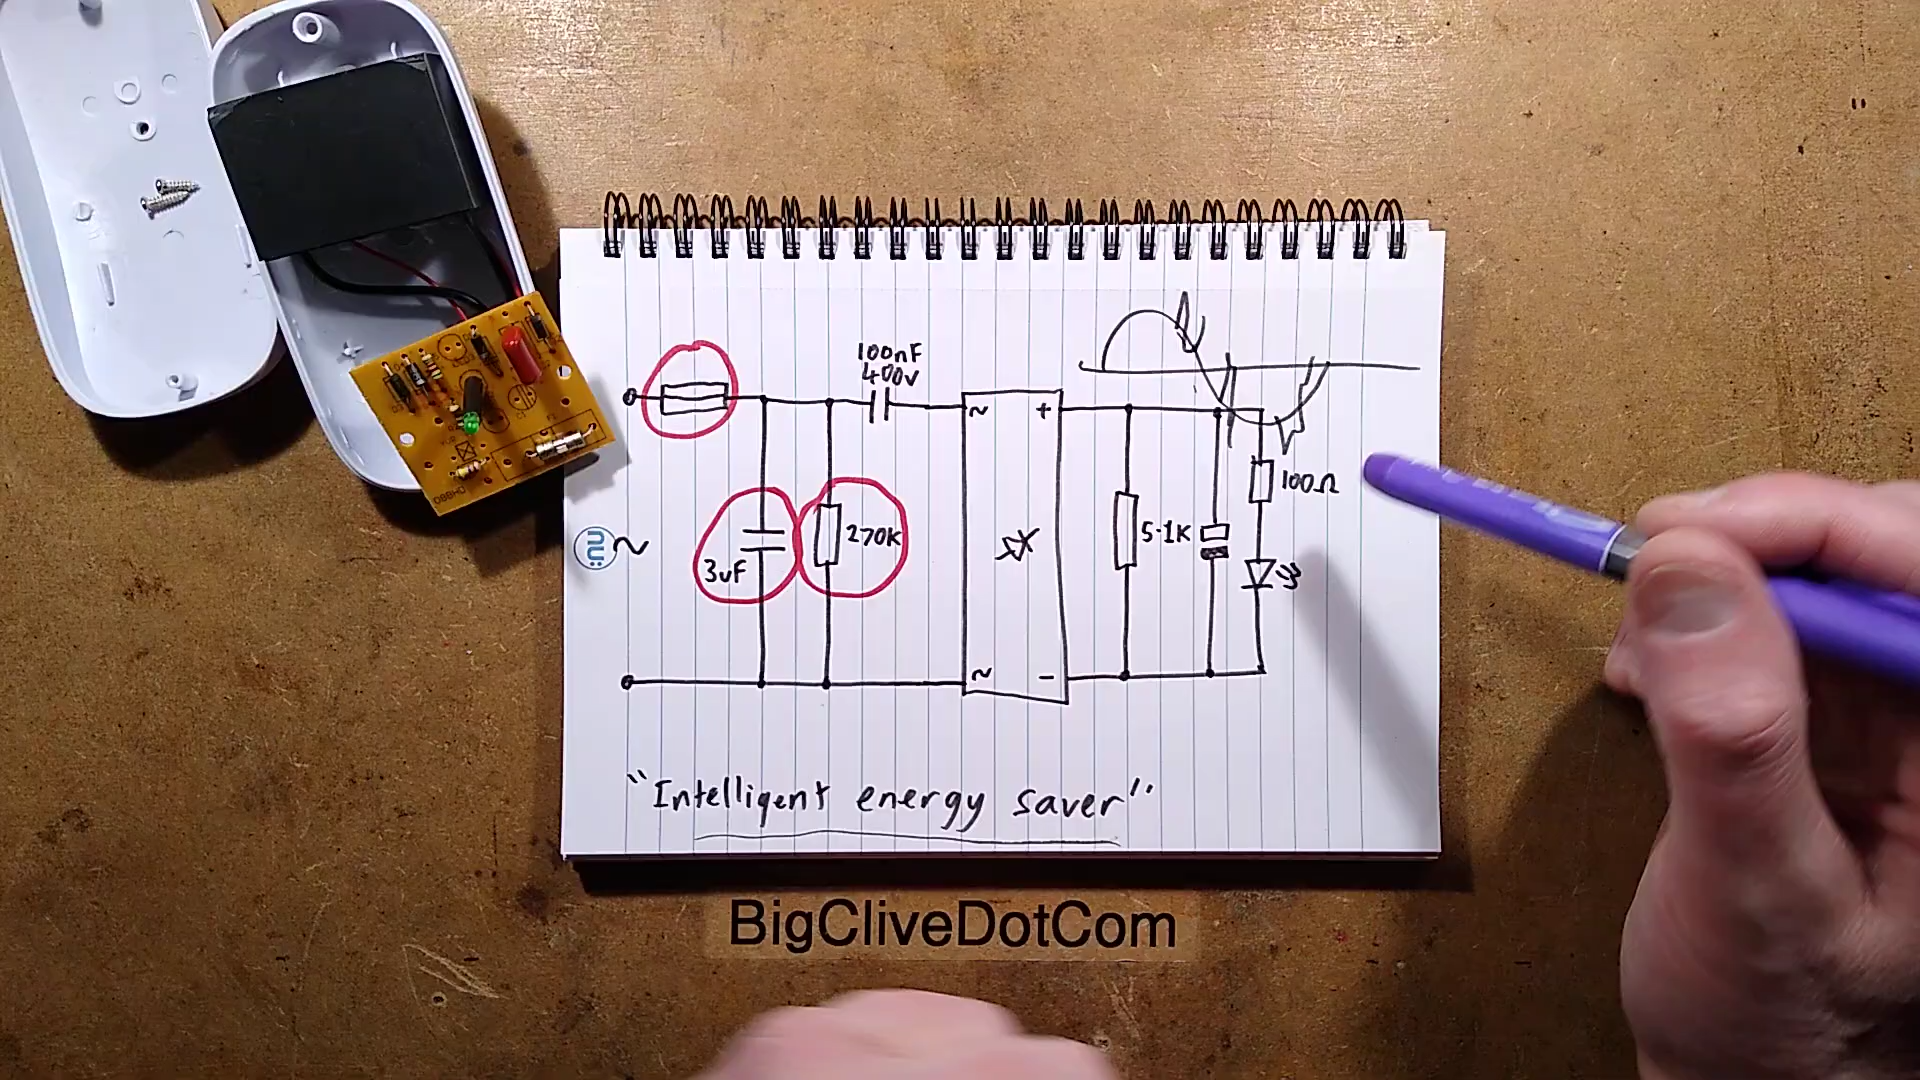 100nF
400v
~
+
100Ω
270K
5·1K
3uF
~
~
-
"Intelligent energy saver"
BigCliveDotCom